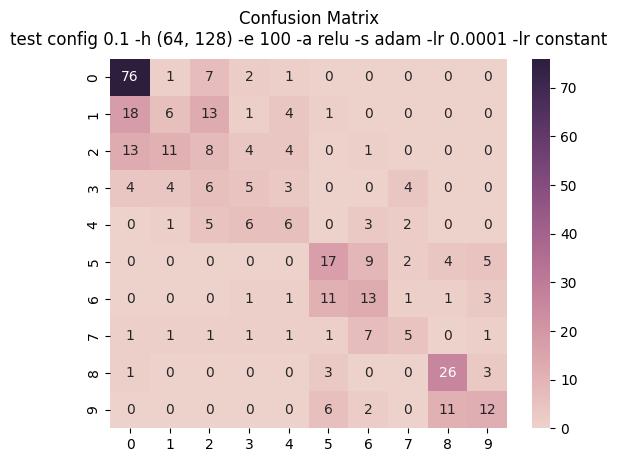 Confusion Matrix
test config 0.1 -h (64, 128) -e 100 -a relu -s adam -lr 0.0001 -lr constant
0 76 1 7 2 1 0 0 0 0 0
1 18 6 13 1 4 1 0 0 0 0
2 13 11 8 4 4 0 1 0 0 0
3 4 4 6 5 3 0 0 4 0 0
4 0 1 5 6 6 0 3 2 0 0
5 0 0 0 0 0 17 9 2 4 5
6 0 0 0 1 1 11 13 1 1 3
7 1 1 1 1 1 1 7 5 0 1
8 1 0 0 0 0 3 0 0 26 3
9 0 0 0 0 0 6 2 0 11 12
0 1 2 3 4 5 6 7 8 9
70
60
50
40
30
20
10
0